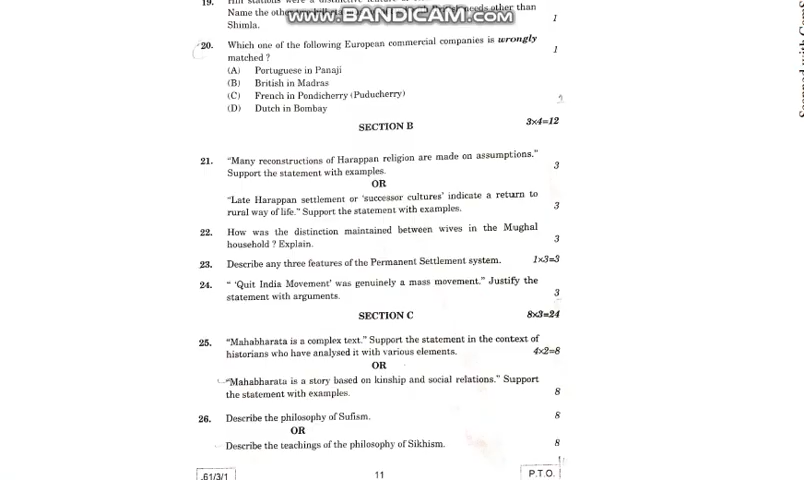 19. Hill stations were a distinctive feature of
needs other than
WWW.BANDICAM.COM
Name the other
Shimla. 1
20. Which one of the following European commercial companies is wrongly
matched ? 1
(A) Portuguese in Panaji
(B) British in Madras
(C) French in Pondicherry (Puducherry)
(D) Dutch in Bombay
SECTION B 3×4=12
21. "Many reconstructions of Harappan religion are made on assumptions."
Support the statement with examples. 3
OR
"Late Harappan settlement or 'successor cultures' indicate a return to
rural way of life." Support the statement with examples. 3
22. How was the distinction maintained between wives in the Mughal
household ? Explain. 3
23. Describe any three features of the Permanent Settlement system. 1×3=3
24. " 'Quit India Movement' was genuinely a mass movement." Justify the
statement with arguments. 3
SECTION C 8×3=24
25. "Mahabharata is a complex text." Support the statement in the context of
historians who have analysed it with various elements. 4×2=8
OR
"Mahabharata is a story based on kinship and social relations." Support
the statement with examples. 8
26. Describe the philosophy of Sufism. 8
OR
Describe the teachings of the philosophy of Sikhism. 8
.61/3/1 11 P.T.O.
Scanned with